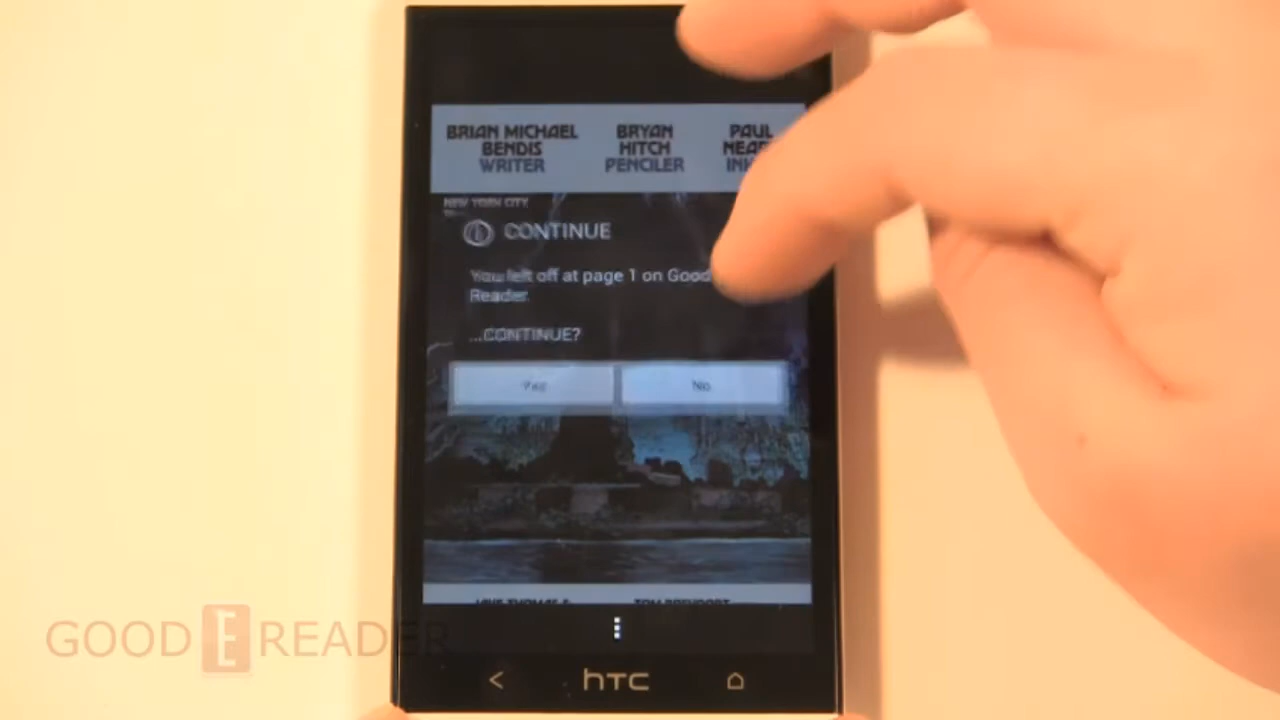 BRIAN MICHAEL
BENDIS
WRITER
BRYAN
HITCH
PENCILER
PAUL
NEW YORK CITY.
CONTINUE
You left off at page 1 on Good
Reader.
...CONTINUE?
Yes
No
GOOD E READER
hTC